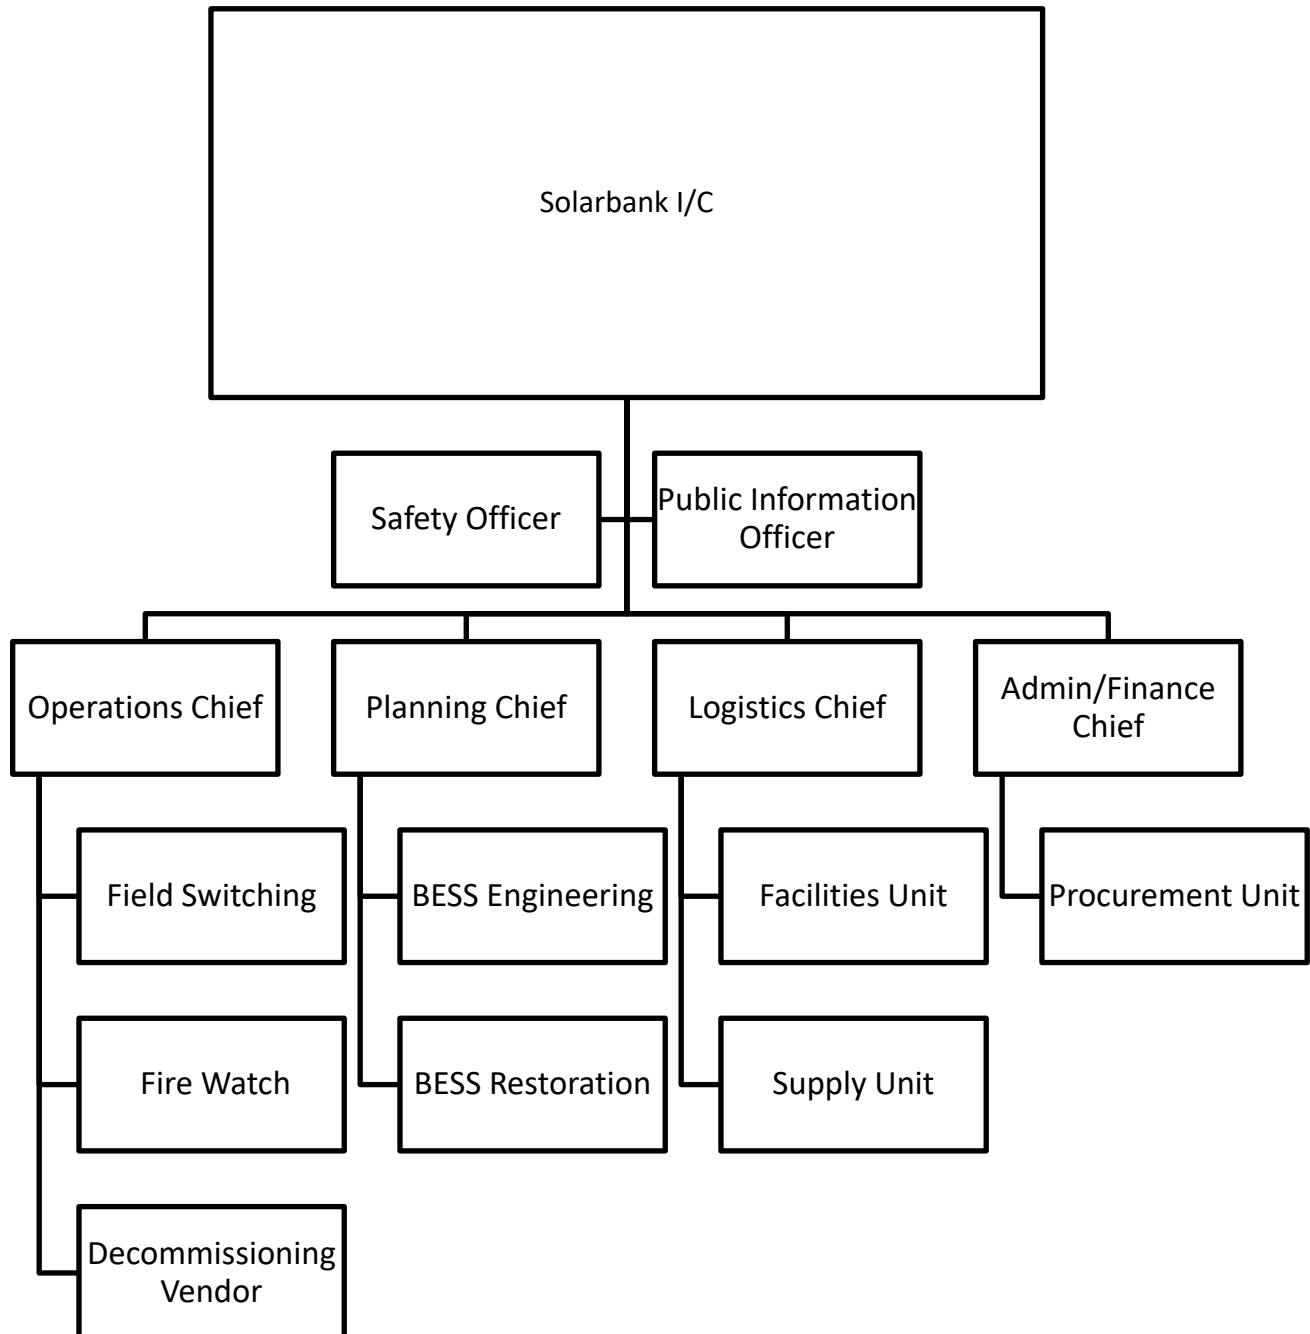 Solarbank I/C
Safety Officer
Public Information
Officer
Operations Chief
Planning Chief
Logistics Chief
Admin/Finance
Chief
Field Switching
BESS Engineering
Facilities Unit
Procurement Unit
Fire Watch
BESS Restoration
Supply Unit
Decommissioning
Vendor